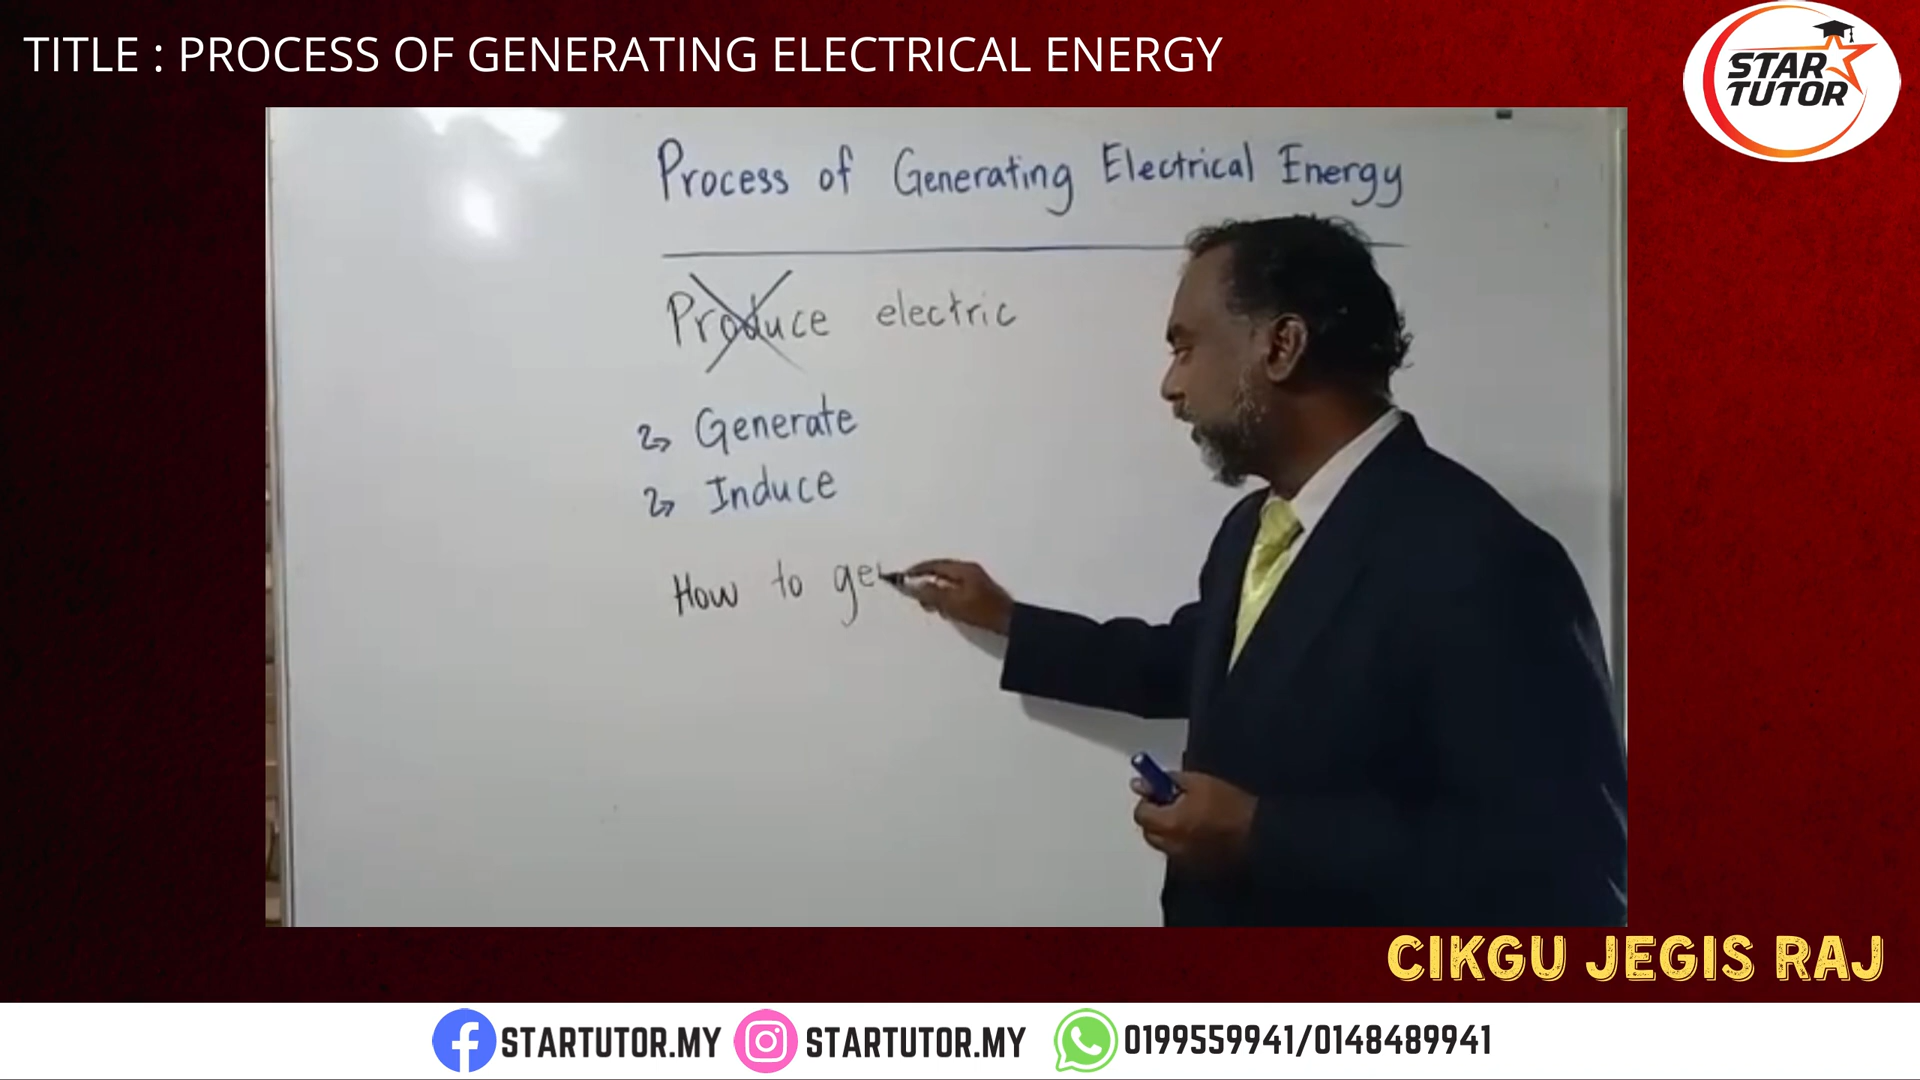 TITLE : PROCESS OF GENERATING ELECTRICAL ENERGY
STAR
TUTOR
Process of Generating Electrical Energy
Produce electric
Generate
Induce
How to ge
CIKGU JEGIS RAJ
STARTUTOR.MY STARTUTOR.MY 0199559941/0148489941